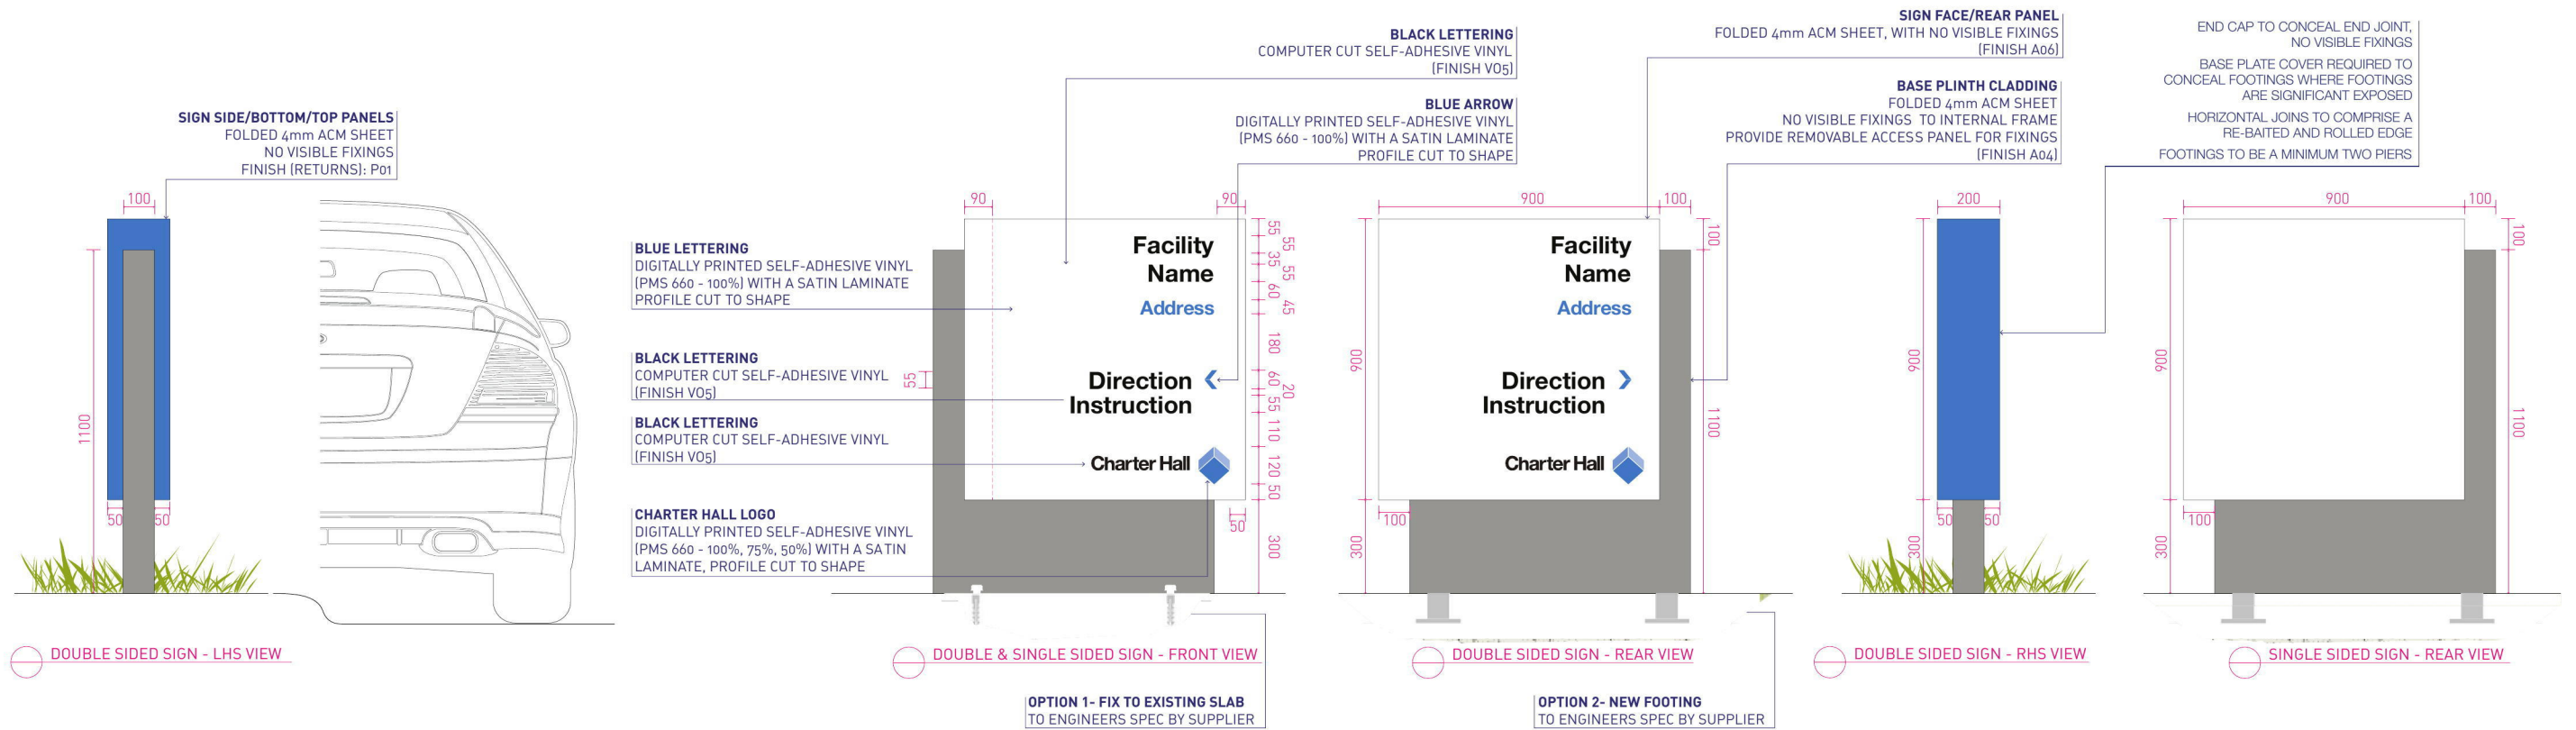 SIGN SIDE/BOTTOM/TOP PANELS
FOLDED 4mm ACM SHEET
NO VISIBLE FIXINGS
FINISH (RETURNS): P01
100
1100
50
50
DOUBLE SIDED SIGN - LHS VIEW
BLACK LETTERING
COMPUTER CUT SELF-ADHESIVE VINYL
(FINISH VO5)
BLUE ARROW
DIGITALLY PRINTED SELF-ADHESIVE VINYL
(PMS 660 - 100%) WITH A SATIN LAMINATE
PROFILE CUT TO SHAPE
BLUE LETTERING
DIGITALLY PRINTED SELF-ADHESIVE VINYL
(PMS 660 - 100%) WITH A SATIN LAMINATE
PROFILE CUT TO SHAPE
BLACK LETTERING
COMPUTER CUT SELF-ADHESIVE VINYL
(FINISH VO5)
BLACK LETTERING
COMPUTER CUT SELF-ADHESIVE VINYL
(FINISH VO5)
CHARTER HALL LOGO
DIGITALLY PRINTED SELF-ADHESIVE VINYL
(PMS 660 - 100%, 75%, 50%) WITH A SATIN
LAMINATE, PROFILE CUT TO SHAPE
90
90
55
Facility
Name
Address
Direction
Instruction
Charter Hall
55
55
35
55
60
45
180
60
20
55
110
120
50
50
300
DOUBLE & SINGLE SIDED SIGN - FRONT VIEW
OPTION 1- FIX TO EXISTING SLAB
TO ENGINEERS SPEC BY SUPPLIER
SIGN FACE/REAR PANEL
FOLDED 4mm ACM SHEET, WITH NO VISIBLE FIXINGS
(FINISH A06)
BASE PLINTH CLADDING
FOLDED 4mm ACM SHEET
NO VISIBLE FIXINGS TO INTERNAL FRAME
PROVIDE REMOVABLE ACCESS PANEL FOR FIXINGS
(FINISH A04)
900
100
100
900
Facility
Name
Address
Direction
Instruction
Charter Hall
1100
100
300
DOUBLE SIDED SIGN - REAR VIEW
OPTION 2- NEW FOOTING
TO ENGINEERS SPEC BY SUPPLIER
END CAP TO CONCEAL END JOINT,
NO VISIBLE FIXINGS
BASE PLATE COVER REQUIRED TO
CONCEAL FOOTINGS WHERE FOOTINGS
ARE SIGNIFICANT EXPOSED
HORIZONTAL JOINS TO COMPRISE A
RE-BAITED AND ROLLED EDGE
FOOTINGS TO BE A MINIMUM TWO PIERS
200
900
50
50
300
DOUBLE SIDED SIGN - RHS VIEW
900
100
100
900
1100
100
300
SINGLE SIDED SIGN - REAR VIEW